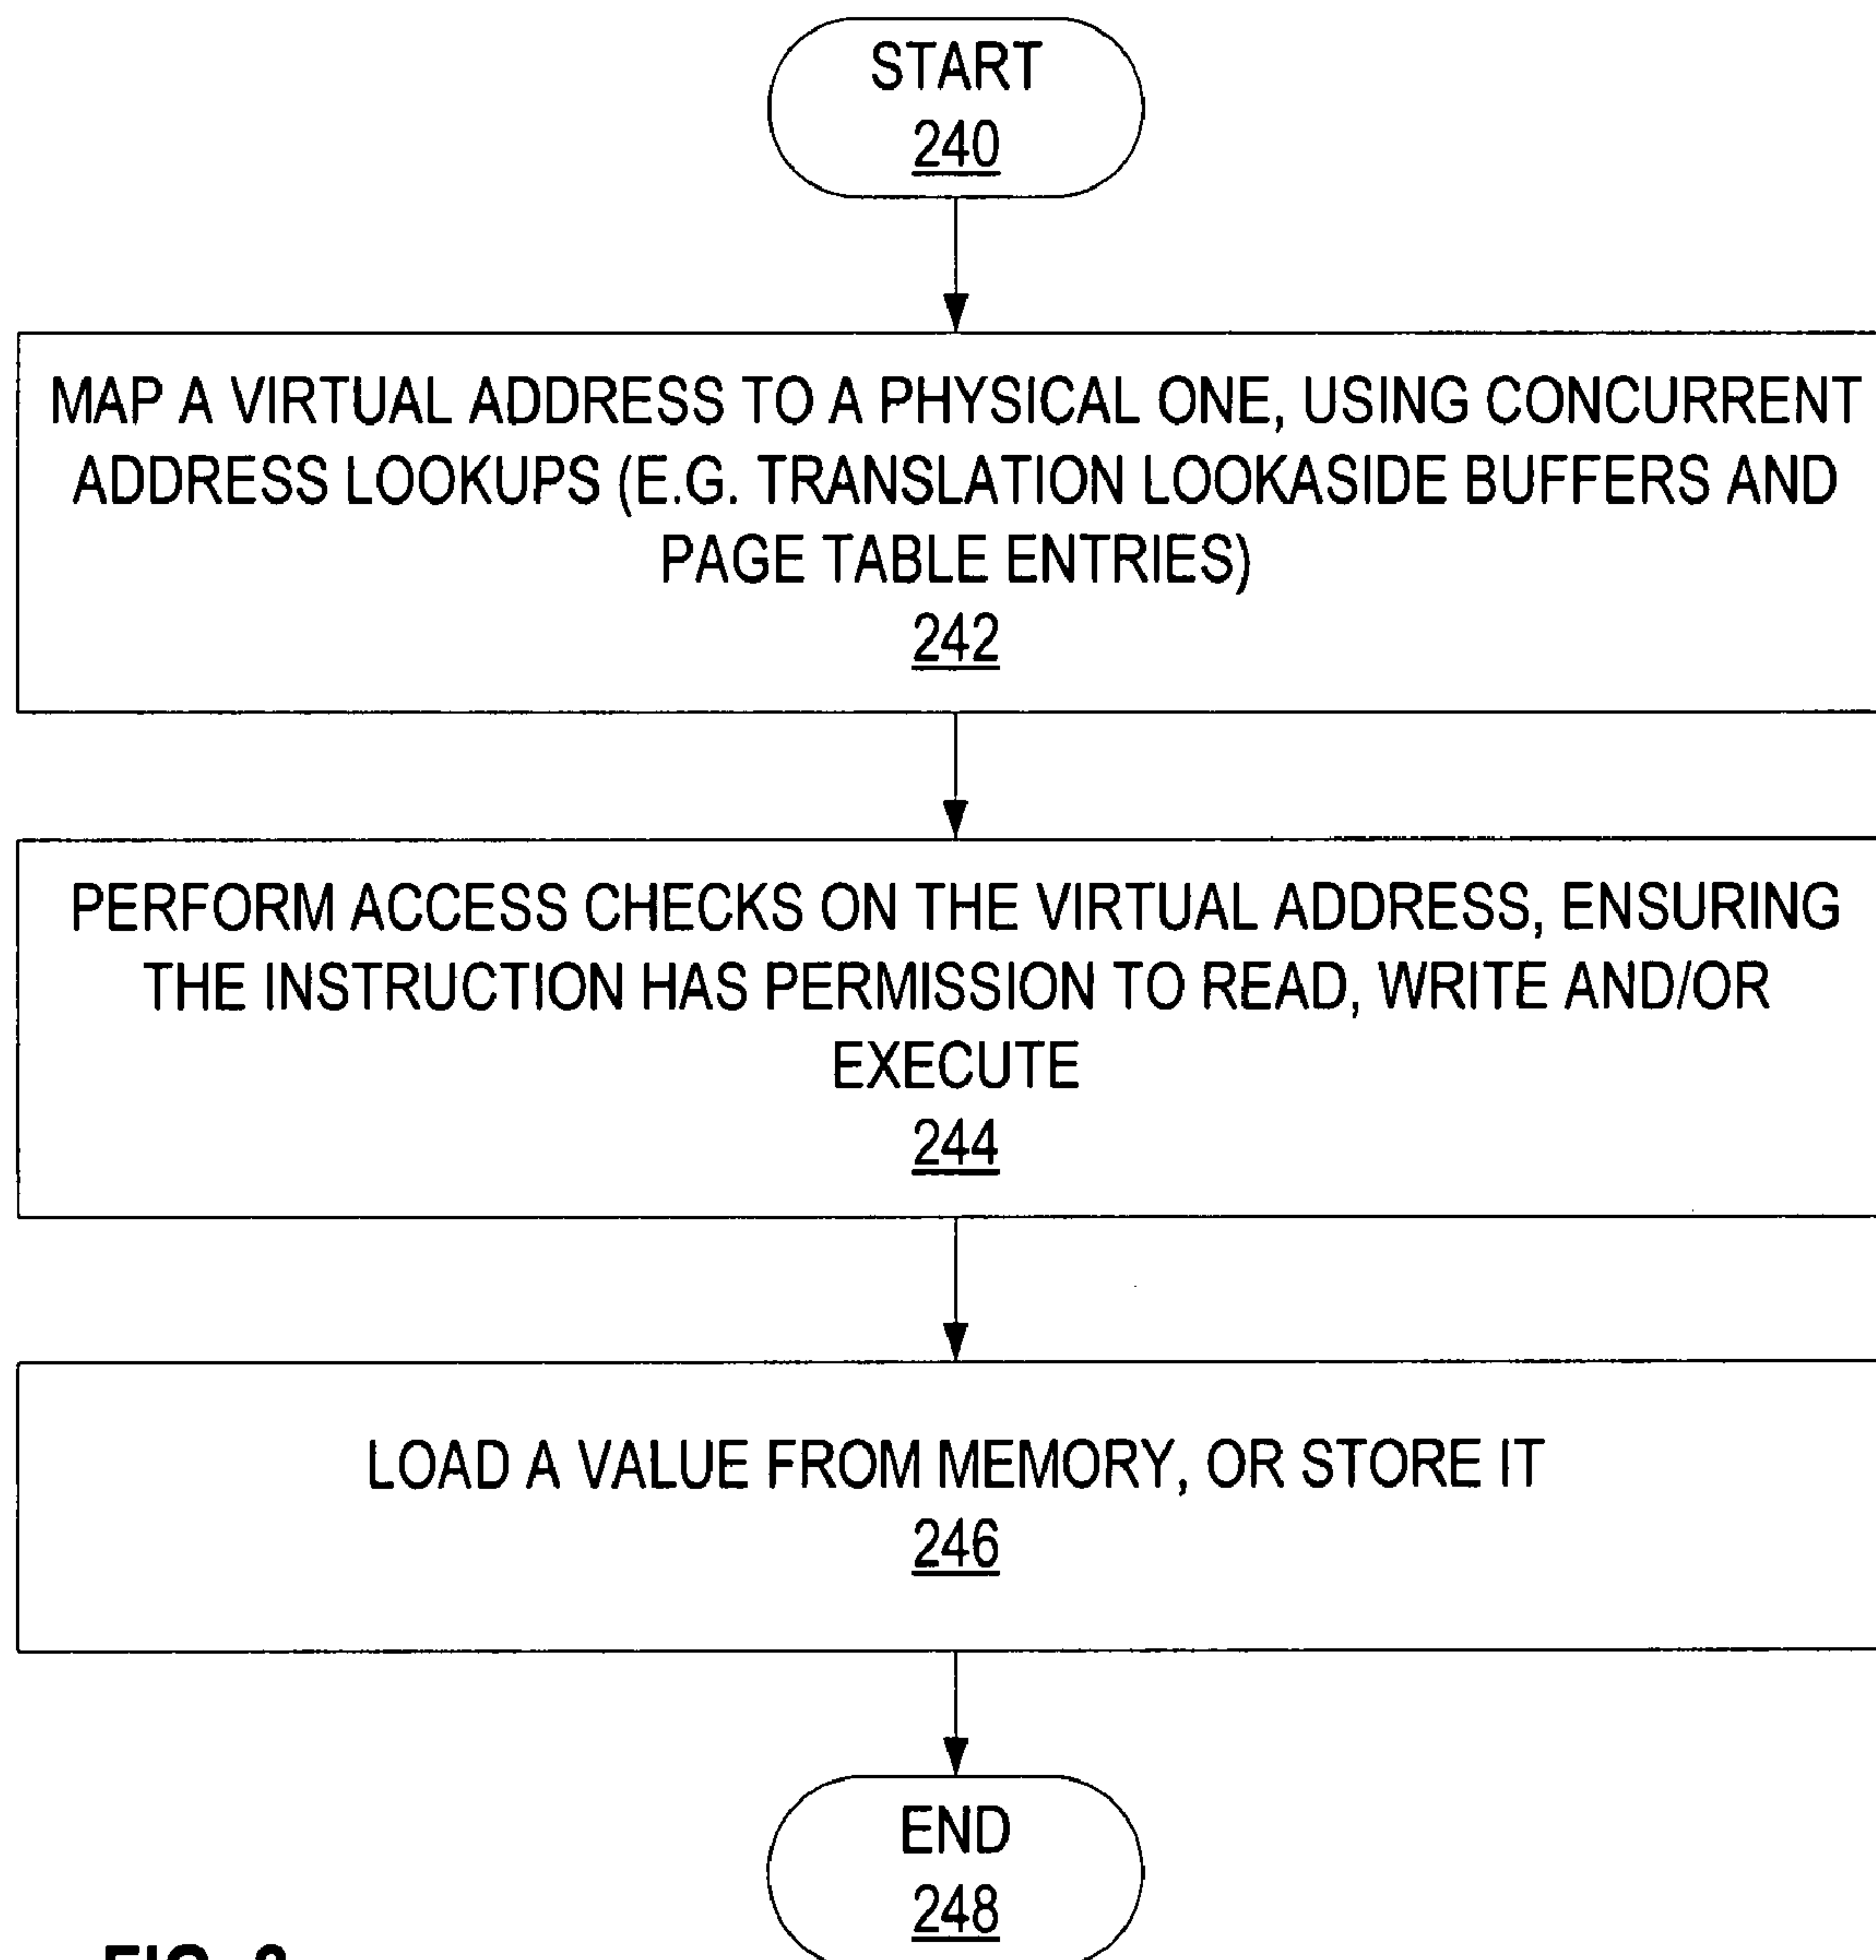 START
240
MAP A VIRTUAL ADDRESS TO A PHYSICAL ONE, USING CONCURRENT
ADDRESS LOOKUPS (E.G. TRANSLATION LOOKASIDE BUFFERS AND
PAGE TABLE ENTRIES)
242
PERFORM ACCESS CHECKS ON THE VIRTUAL ADDRESS, ENSURING
THE INSTRUCTION HAS PERMISSION TO READ, WRITE AND/OR
EXECUTE
244
LOAD A VALUE FROM MEMORY, OR STORE IT
246
END
248
FIG.